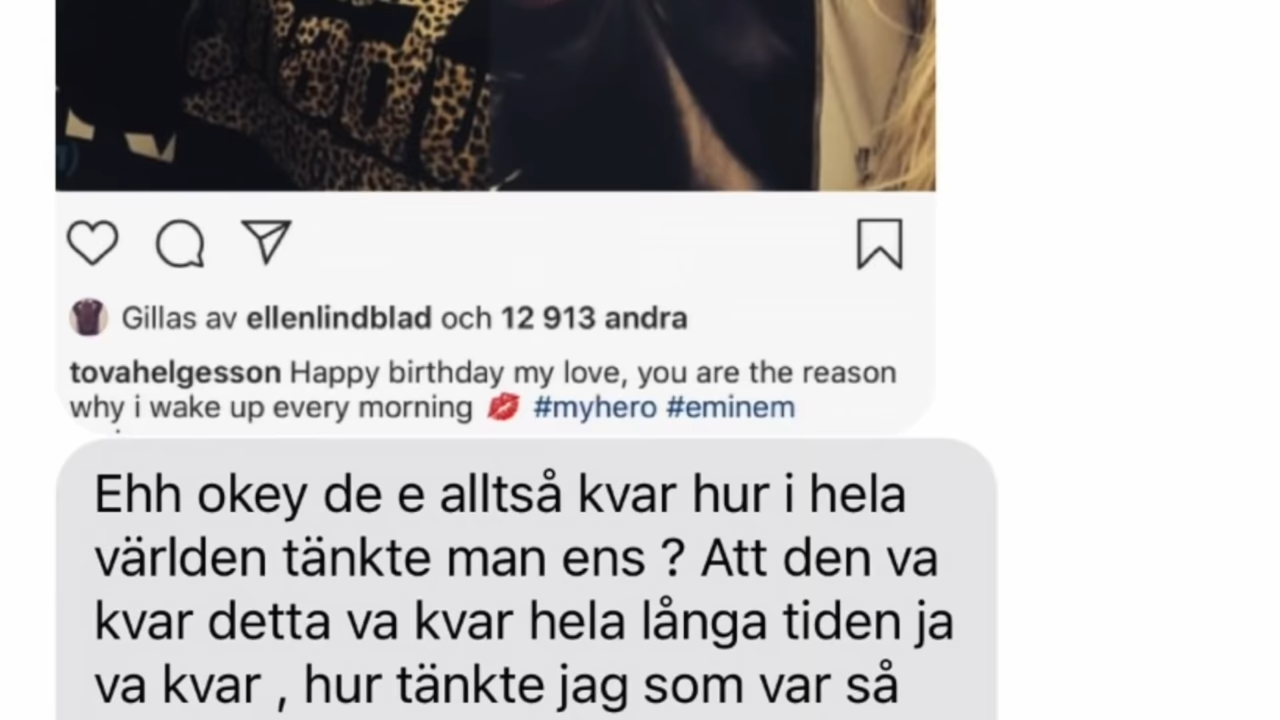 Gillas av ellenlindblad och 12 913 andra
tovahelgesson Happy birthday my love, you are the reason
why i wake up every morning 💋 #myhero #eminem
Ehh okey de e alltså kvar hur i hela
världen tänkte man ens ? Att den va
kvar detta va kvar hela långa tiden ja
va kvar , hur tänkte jag som var så